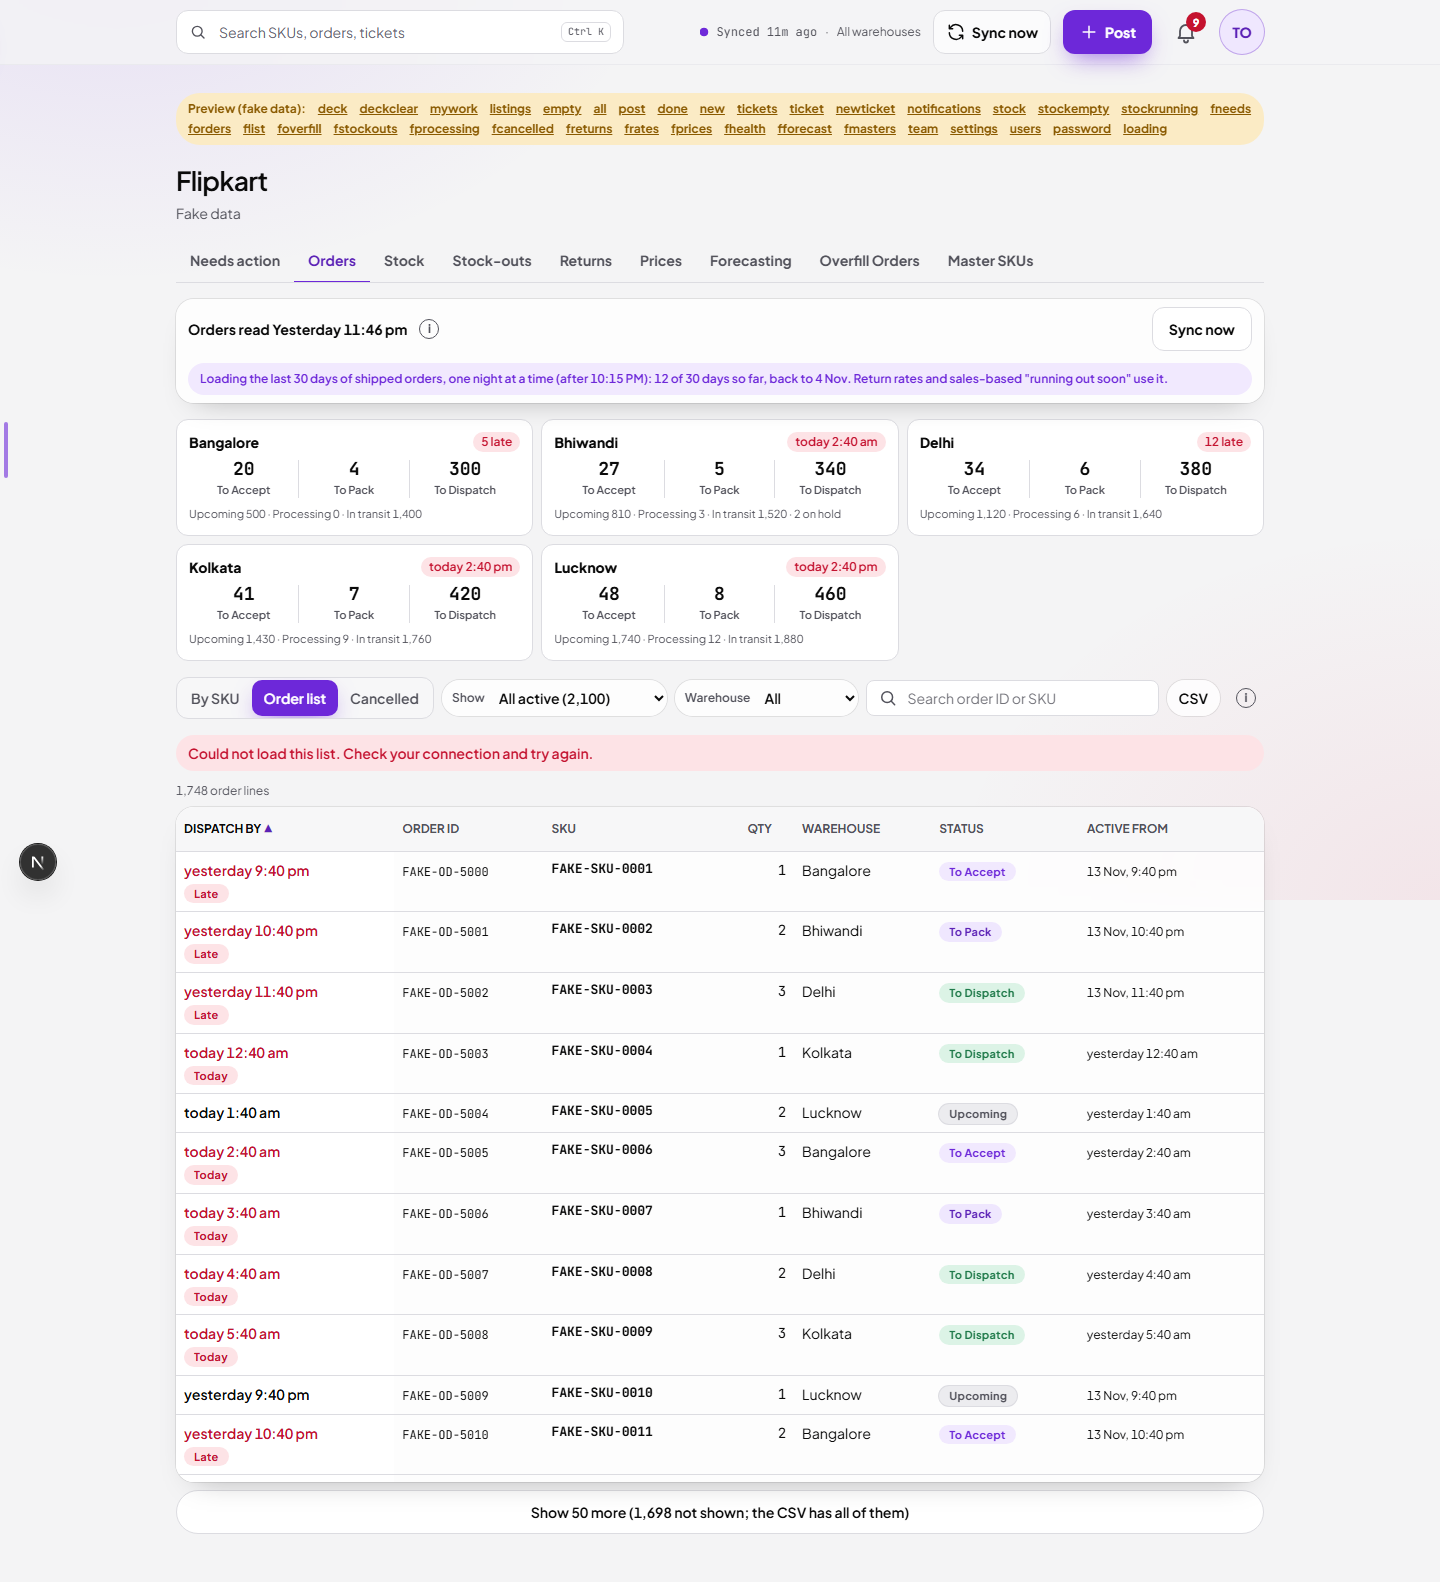 Search SKUs, orders, tickets
Ctrl K
Synced 11m ago · All warehouses
Sync now
Post
9
TO
Preview (fake data): deck deckclear mywork listings empty all post done new tickets ticket newticket notifications stock stockempty stockrunning fneeds
forders flist foverfill fstockouts fprocessing fcancelled freturns frates fprices fhealth fforecast fmasters team settings users password loading
Flipkart
Fake data
Needs action Orders Stock Stock-outs Returns Prices Forecasting Overfill Orders Master SKUs
Orders read Yesterday 11:46 pm i
Sync now
Loading the last 30 days of shipped orders, one night at a time (after 10:15 PM): 12 of 30 days so far, back to 4 Nov. Return rates and sales-based "running out soon" use it.
Bangalore 5 late
20 4 300
To Accept To Pack To Dispatch
Upcoming 500 · Processing 0 · In transit 1,400
Bhiwandi today 2:40 am
27 5 340
To Accept To Pack To Dispatch
Upcoming 810 · Processing 3 · In transit 1,520 · 2 on hold
Delhi 12 late
34 6 380
To Accept To Pack To Dispatch
Upcoming 1,120 · Processing 6 · In transit 1,640
Kolkata today 2:40 pm
41 7 420
To Accept To Pack To Dispatch
Upcoming 1,430 · Processing 9 · In transit 1,760
Lucknow today 2:40 pm
48 8 460
To Accept To Pack To Dispatch
Upcoming 1,740 · Processing 12 · In transit 1,880
By SKU Order list Cancelled Show All active (2,100) Warehouse All Search order ID or SKU CSV i
Could not load this list. Check your connection and try again.
1,748 order lines
DISPATCH BY ▲ ORDER ID SKU QTY WAREHOUSE STATUS ACTIVE FROM
yesterday 9:40 pm FAKE-OD-5000 FAKE-SKU-0001 1 Bangalore To Accept 13 Nov, 9:40 pm
Late
yesterday 10:40 pm FAKE-OD-5001 FAKE-SKU-0002 2 Bhiwandi To Pack 13 Nov, 10:40 pm
Late
yesterday 11:40 pm FAKE-OD-5002 FAKE-SKU-0003 3 Delhi To Dispatch 13 Nov, 11:40 pm
Late
today 12:40 am FAKE-OD-5003 FAKE-SKU-0004 1 Kolkata To Dispatch yesterday 12:40 am
Today
today 1:40 am FAKE-OD-5004 FAKE-SKU-0005 2 Lucknow Upcoming yesterday 1:40 am
today 2:40 am FAKE-OD-5005 FAKE-SKU-0006 3 Bangalore To Accept yesterday 2:40 am
Today
today 3:40 am FAKE-OD-5006 FAKE-SKU-0007 1 Bhiwandi To Pack yesterday 3:40 am
Today
today 4:40 am FAKE-OD-5007 FAKE-SKU-0008 2 Delhi To Dispatch yesterday 4:40 am
Today
today 5:40 am FAKE-OD-5008 FAKE-SKU-0009 3 Kolkata To Dispatch yesterday 5:40 am
Today
yesterday 9:40 pm FAKE-OD-5009 FAKE-SKU-0010 1 Lucknow Upcoming 13 Nov, 9:40 pm
yesterday 10:40 pm FAKE-OD-5010 FAKE-SKU-0011 2 Bangalore To Accept 13 Nov, 10:40 pm
Late
Show 50 more (1,698 not shown; the CSV has all of them)
N